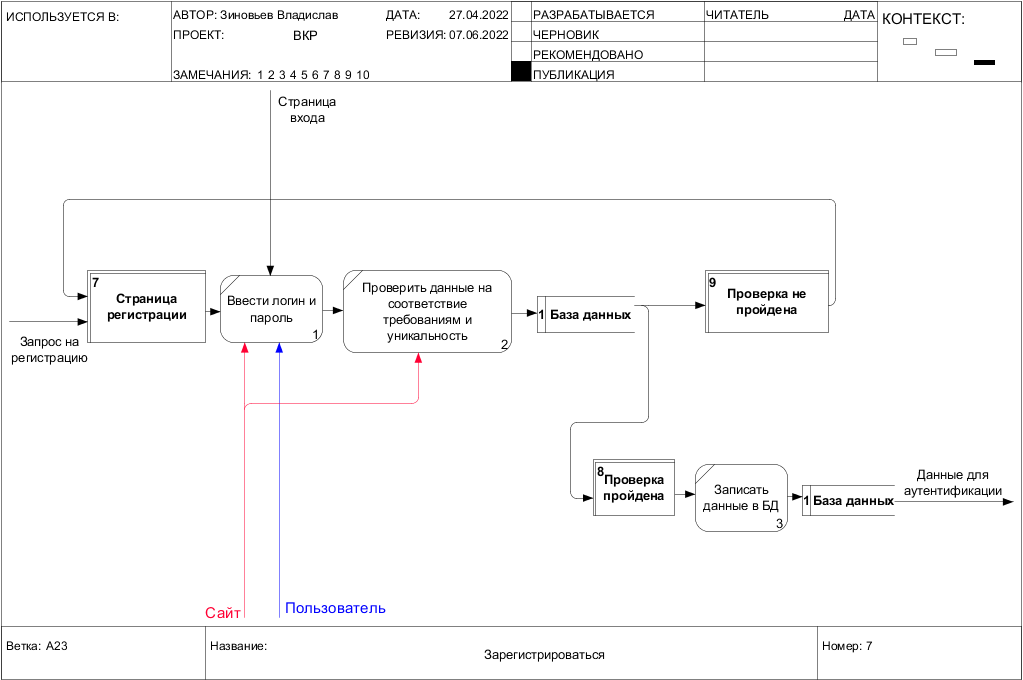 ИСПОЛЬЗУЕТСЯ В:
АВТОР: Зиновьев Владислав
ДАТА: 27.04.2022
ПРОЕКТ: ВКР
РЕВИЗИЯ: 07.06.2022
ЗАМЕЧАНИЯ: 1 2 3 4 5 6 7 8 9 10
РАЗРАБАТЫВАЕТСЯ
ЧЕРНОВИК
РЕКОМЕНДОВАНО
ПУБЛИКАЦИЯ
ЧИТАТЕЛЬ ДАТА
КОНТЕКСТ:
Страница
входа
7
Страница
регистрации
Запрос на
регистрацию
Ввести логин и
пароль
1
Проверить данные на
соответствие
требованиям и
уникальность
2
1 База данных
9
Проверка не
пройдена
8
Проверка
пройдена
Записать
данные в БД
3
1 База данных
Данные для
аутентификации
Сайт
Пользователь
Ветка: A23
Название:
Зарегистрироваться
Номер: 7